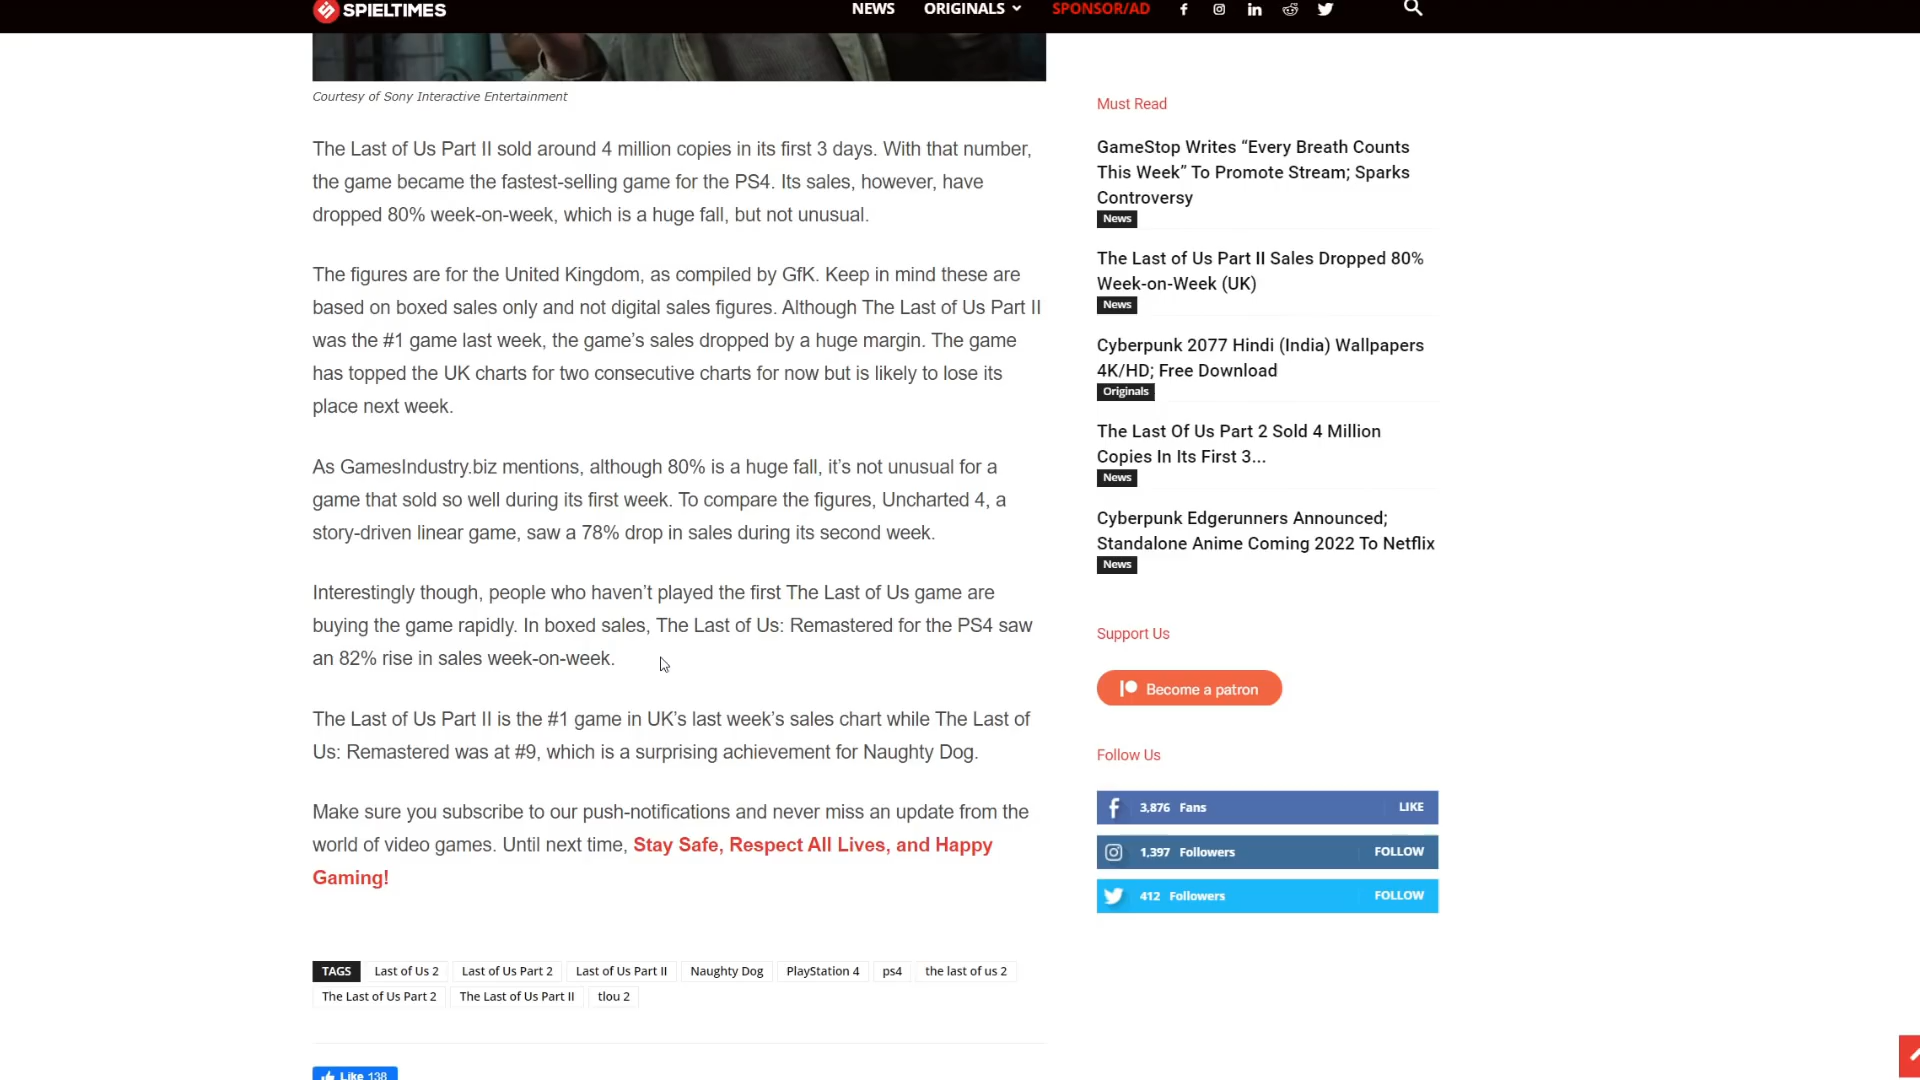 SPIELTIMES
NEWS
ORIGINALS
SPONSOR/AD
Courtesy of Sony Interactive Entertainment
The Last of Us Part II sold around 4 million copies in its first 3 days. With that number,
the game became the fastest-selling game for the PS4. Its sales, however, have
dropped 80% week-on-week, which is a huge fall, but not unusual.
The figures are for the United Kingdom, as compiled by GfK. Keep in mind these are
based on boxed sales only and not digital sales figures. Although The Last of Us Part II
was the #1 game last week, the game’s sales dropped by a huge margin. The game
has topped the UK charts for two consecutive charts for now but is likely to lose its
place next week.
As GamesIndustry.biz mentions, although 80% is a huge fall, it’s not unusual for a
game that sold so well during its first week. To compare the figures, Uncharted 4, a
story-driven linear game, saw a 78% drop in sales during its second week.
Interestingly though, people who haven’t played the first The Last of Us game are
buying the game rapidly. In boxed sales, The Last of Us: Remastered for the PS4 saw
an 82% rise in sales week-on-week.
The Last of Us Part II is the #1 game in UK’s last week’s sales chart while The Last of
Us: Remastered was at #9, which is a surprising achievement for Naughty Dog.
Make sure you subscribe to our push-notifications and never miss an update from the
world of video games. Until next time, Stay Safe, Respect All Lives, and Happy
Gaming!
TAGS Last of Us 2 Last of Us Part 2 Last of Us Part II Naughty Dog PlayStation 4 ps4 the last of us 2
The Last of Us Part 2 The Last of Us Part II tlou 2
Like 138
Must Read
GameStop Writes “Every Breath Counts
This Week” To Promote Stream; Sparks
Controversy
News
The Last of Us Part II Sales Dropped 80%
Week-on-Week (UK)
News
Cyberpunk 2077 Hindi (India) Wallpapers
4K/HD; Free Download
Originals
The Last Of Us Part 2 Sold 4 Million
Copies In Its First 3...
News
Cyberpunk Edgerunners Announced;
Standalone Anime Coming 2022 To Netflix
News
Support Us
Become a patron
Follow Us
3,876 Fans LIKE
1,397 Followers FOLLOW
412 Followers FOLLOW